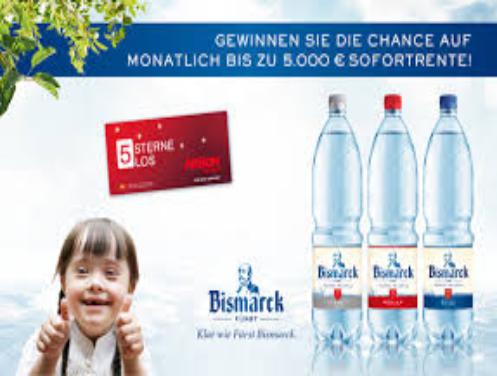 GEWINNEN SIE DIE CHANCE AUF
MONATLICH BIS ZU 5.000 € SOFORTRENTE!
5 STERNE
LOS
Bismarck
FÜRST
Klar wie Fürst Bismarck.
Bismarck
Bismarck
Bismarck